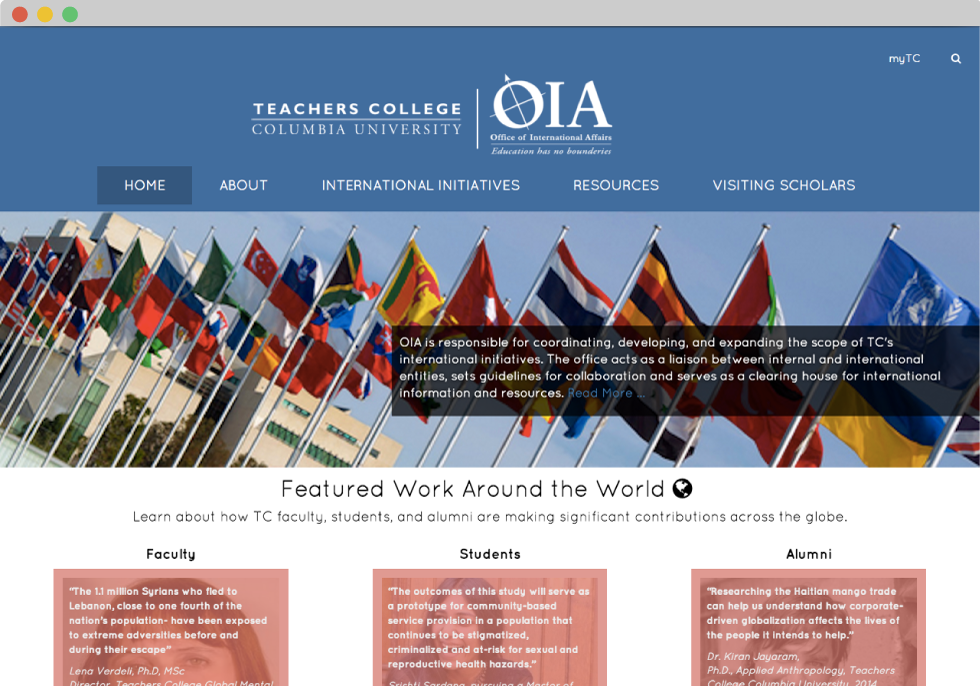 myTC
TEACHERS COLLEGE
COLUMBIA UNIVERSITY
OIA
Office of International Affairs
Education has no bounderies
HOME ABOUT INTERNATIONAL INITIATIVES RESOURCES VISITING SCHOLARS
OIA is responsible for coordinating, developing, and expanding the scope of TC's
international initiatives. The office acts as a liaison between internal and international
entities, sets guidelines for collaboration and serves as a clearing house for international
information and resources. Read More ...
Featured Work Around the World
Learn about how TC faculty, students, and alumni are making significant contributions across the globe.
Faculty
"The 1.1 million Syrians who fled to
Lebanon, close to one fourth of the
nation's population- have been exposed
to extreme adversities before and
during their escape"
Lena Verdeli, Ph.D, MSc
Director, Teachers College Global Mental
Students
"The outcomes of this study will serve as
a prototype for community-based
service provision in a population that
continues to be stigmatized,
criminalized and at-risk for sexual and
reproductive health hazards."
Srishti Sardana, pursuing a Master of
Alumni
"Researching the Haitian mango trade
can help us understand how corporate-
driven globalization affects the lives of
the people it intends to help."
Dr. Kiran Jayaram,
Ph.D., Applied Anthropology, Teachers
College Columbia University, 2014